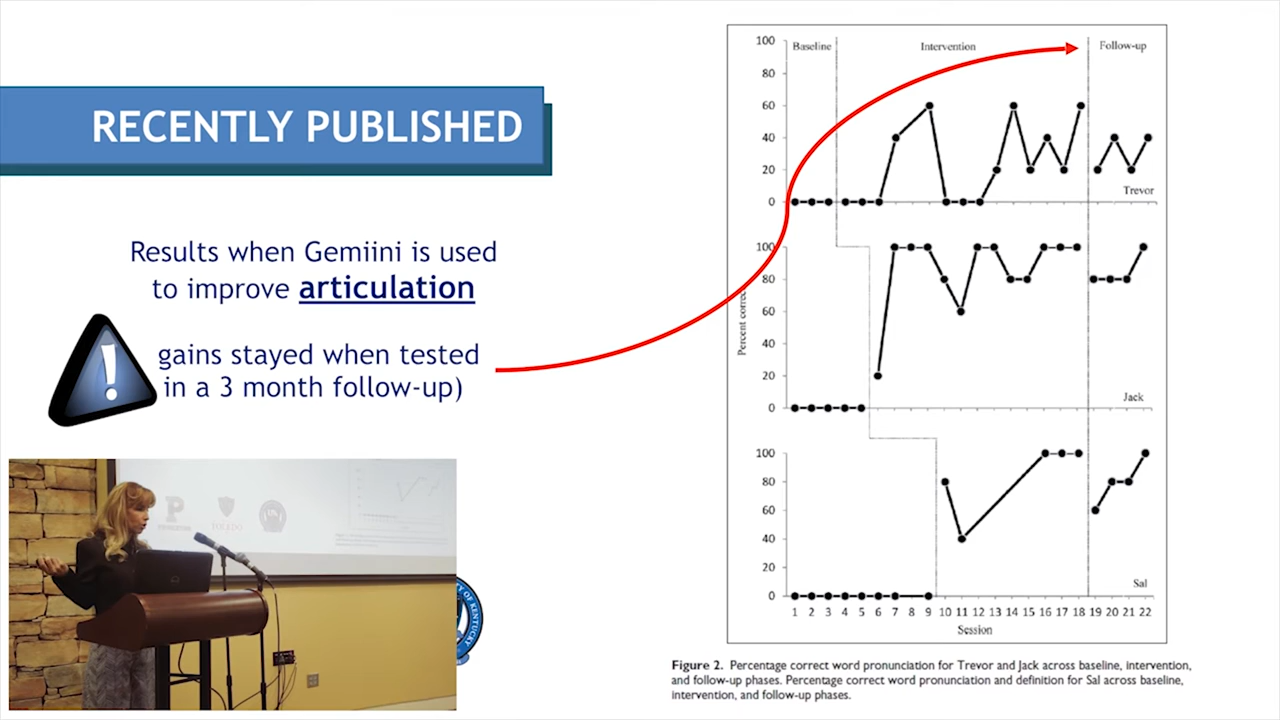 RECENTLY PUBLISHED
Results when Gemiini is used
to improve articulation
gains stayed when tested
in a 3 month follow-up)
Baseline
Intervention
Follow-up
100
80
60
40
20
0
Trevor
100
80
60
40
20
0
Jack
Percent correct
100
80
60
40
20
0
Sal
1 2 3 4 5 6 7 8 9 10 11 12 13 14 15 16 17 18 19 20 21 22
Session
Figure 2. Percentage correct word pronunciation for Trevor and Jack across baseline, intervention,
and follow-up phases. Percentage correct word pronunciation and definition for Sal across baseline,
intervention, and follow-up phases.
P
OF KENTUCKY